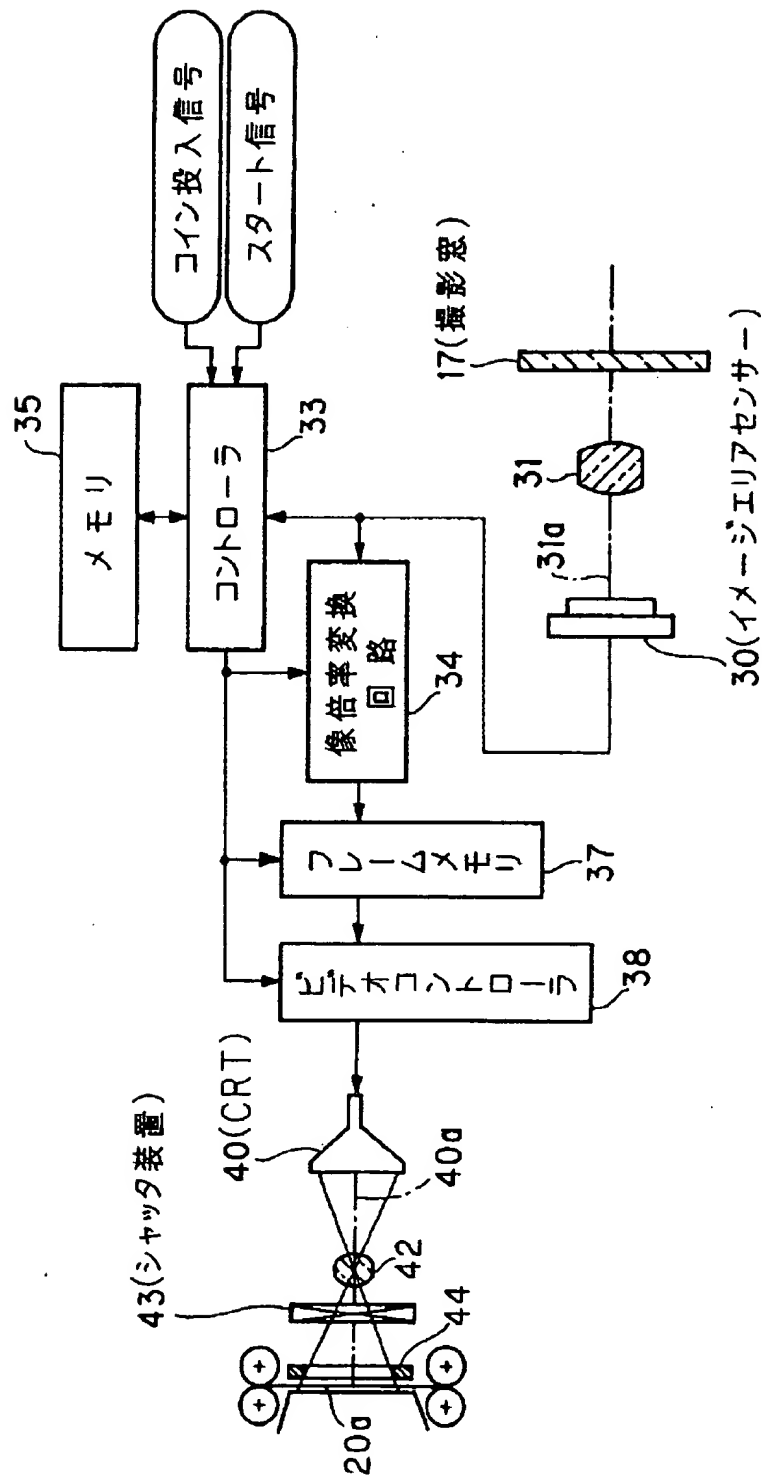 コイン投入信号
スタート信号
35
メモリ
コントローラ
33
像倍率変換
回路
34
フレームメモリ
37
ビデオコントローラ
38
17(撮影窓)
31
31a
30(イメージエリアセンサー)
43(シャッタ装置)
40(CRT)
40a
42
44
20a